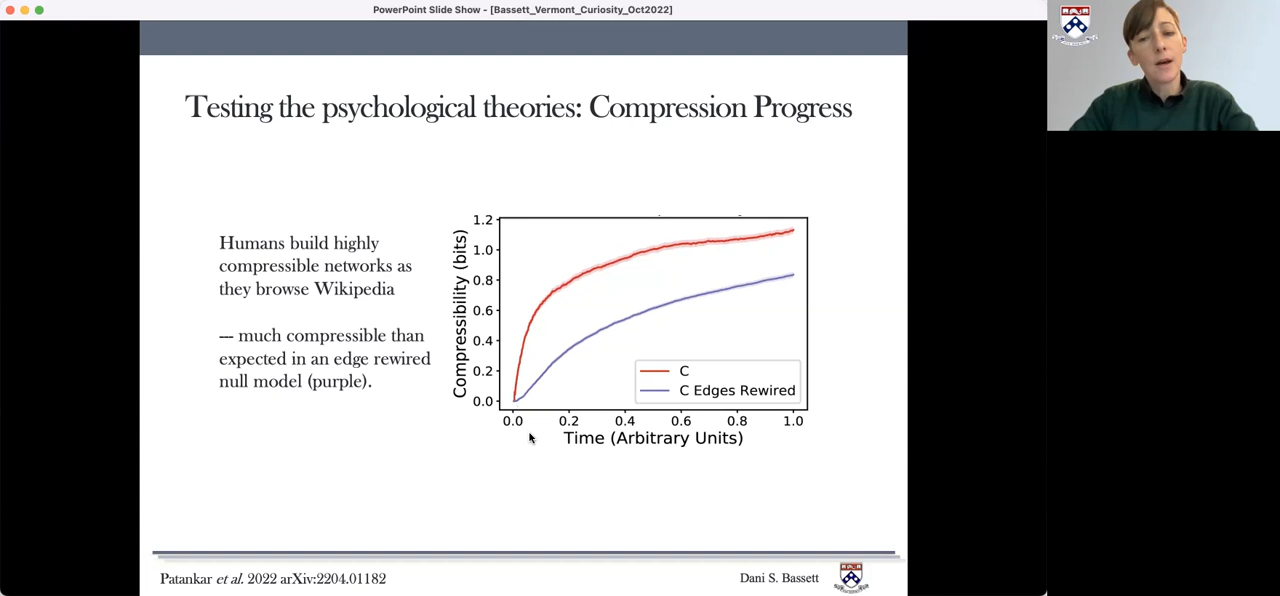 PowerPoint Slide Show - [Bassett_Vermont_Curiosity_Oct2022]
Testing the psychological theories: Compression Progress
Humans build highly
compressible networks as
they browse Wikipedia
--- much compressible than
expected in an edge rewired
null model (purple).
Compressibility (bits)
1.2
1.0
0.8
0.6
0.4
0.2
0.0
C
C Edges Rewired
0.0 0.2 0.4 0.6 0.8 1.0
Time (Arbitrary Units)
Patankar et al. 2022 arXiv:2204.01182
Dani S. Bassett